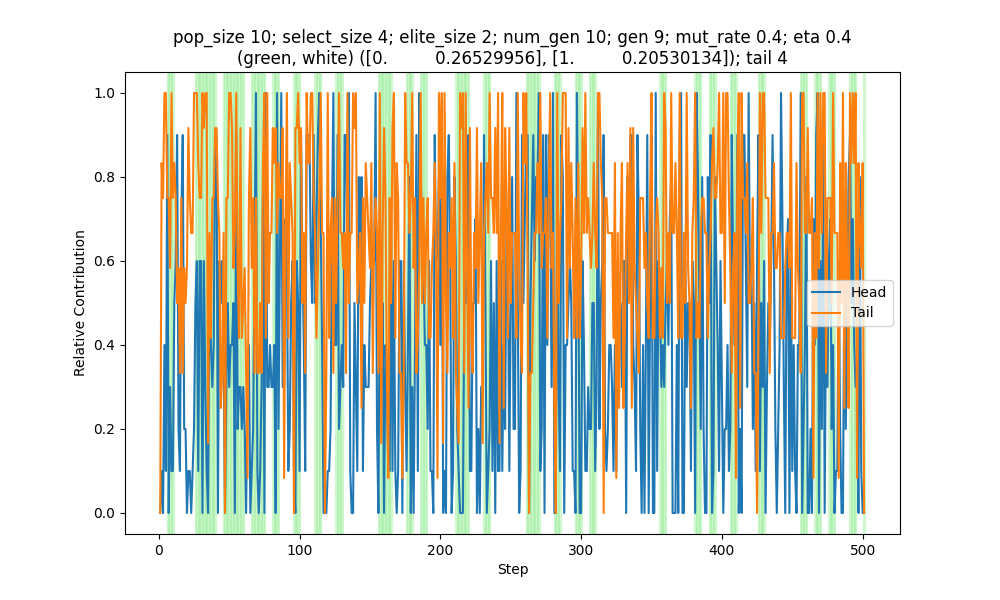 pop_size 10; select_size 4; elite_size 2; num_gen 10; gen 9; mut_rate 0.4; eta 0.4
(green, white) ([0. 0.26529956], [1. 0.20530134]); tail 4
1.0
0.8
0.6
0.4
0.2
0.0
Relative Contribution
Head
Tail
0 100 200 300 400 500
Step